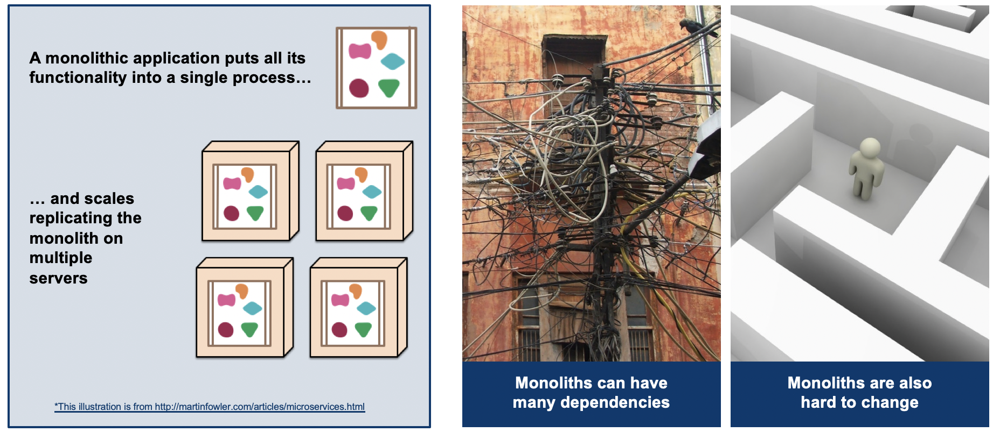 A monolithic application puts all its
functionality into a single process…
… and scales
replicating the
monolith on
multiple
servers
*This illustration is from http://martinfowler.com/articles/microservices.html
Monoliths can have
many dependencies
Monoliths are also
hard to change